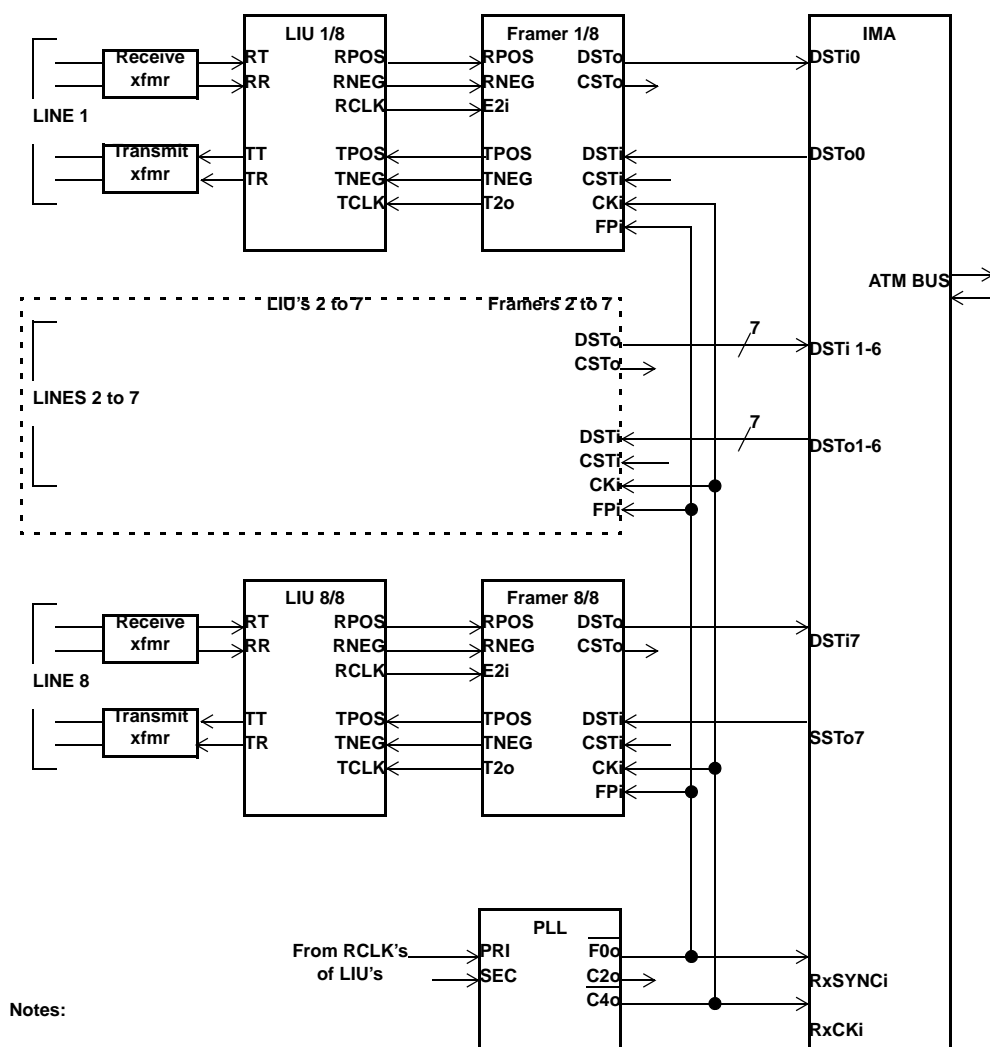 LIU 1/8
Framer 1/8
IMA
Receive
xfmr
RT
RR
RPOS
RNEG
RCLK
RPOS
RNEG
E2i
DSTo
CSTo
DSTi0
LINE 1
Transmit
xfmr
TT
TR
TPOS
TNEG
TCLK
TPOS
TNEG
T2o
DSTi
CSTi
CKi
FPi
DSTo0
ATM BUS
LIU's 2 to 7
Framers 2 to 7
DSTo
CSTo
7
DSTi 1-6
LINES 2 to 7
DSTi
CSTi
CKi
FPi
7
DSTo1-6
LIU 8/8
Framer 8/8
Receive
xfmr
RT
RR
RPOS
RNEG
RCLK
RPOS
RNEG
E2i
DSTo
CSTo
DSTi7
LINE 8
Transmit
xfmr
TT
TR
TPOS
TNEG
TCLK
TPOS
TNEG
T2o
DSTi
CSTi
CKi
FPi
SSTo7
PLL
From RCLK's
of LIU's
PRI
SEC
F0o
C2o
C4o
RxSYNCi
RxCKi
Notes: